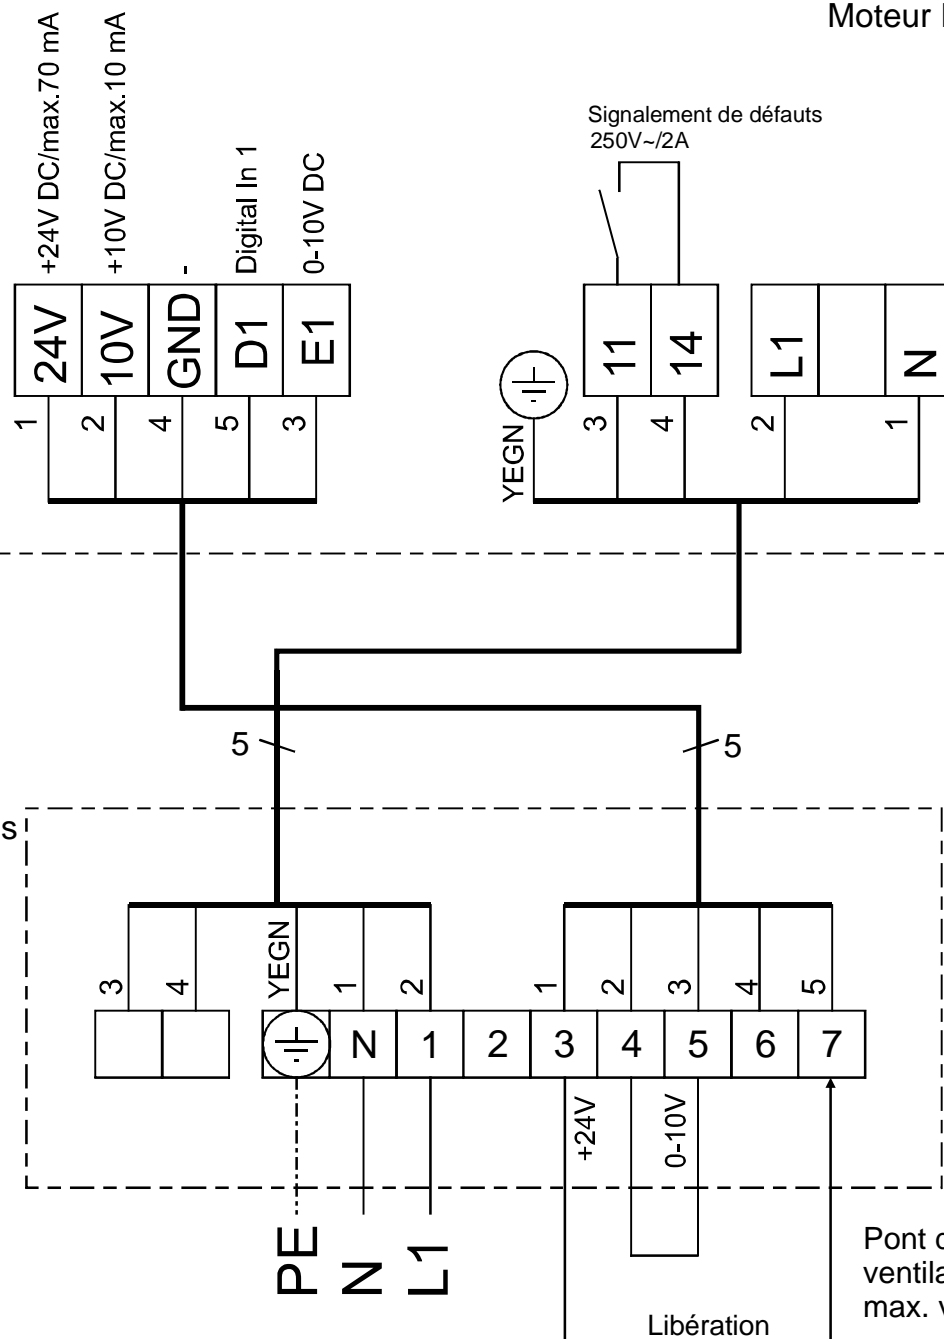 Moteur
Signalement de défauts
250V~/2A
+24V DC/max.70 mA
+10V DC/max.10 mA
-
Digital In 1
0-10V DC
24V
10V
GND
D1
E1
11
14
L1
N
1
2
4
5
3
YEGN
3
4
2
1
5
5
s
3
4
YEGN
1
2
1
2
3
4
5
N
1
2
3
4
5
6
7
+24V
0-10V
PE
N
L1
Pont
ventila
max.
Libération